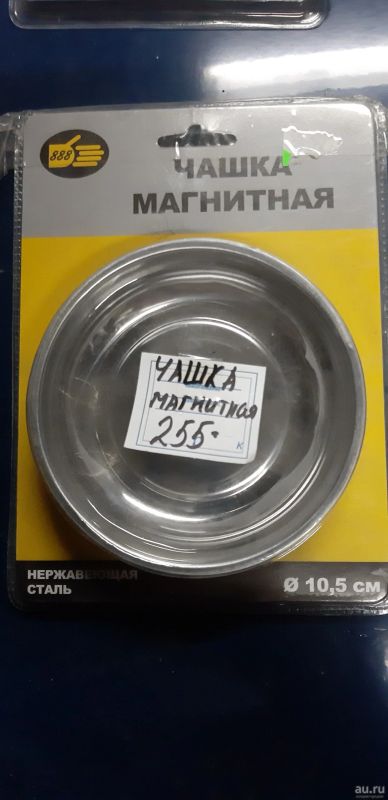 888
ЧАШКА
МАГНИТНАЯ
ЧАШКА
МАГНИТНАЯ
255-
К
НЕРЖАВЕЮЩАЯ
СТАЛЬ
Ø 10,5 см
au.ru